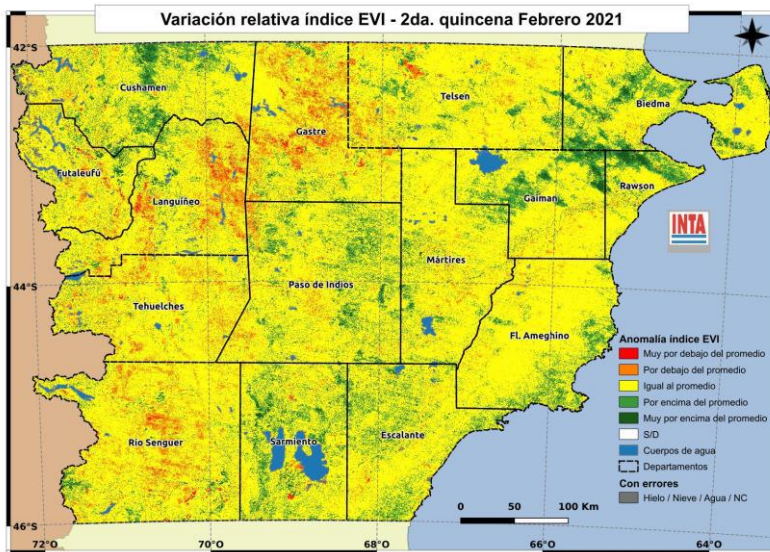 Variación relativa índice EVI - 2da. quincena Febrero 2021
42°S
Cushamen
Telsen
Biedma
Gastre
Futaleufú
Languiñeo
Gaiman
Rawson
INTA
44°S
Paso de Indios
Mártires
Tehuelches
Fl. Ameghino
Anomalía índice EVI
Muy por debajo del promedio
Por debajo del promedio
Igual al promedio
Por encima del promedio
Muy por encima del promedio
S/D
Cuerpos de agua
Departamentos
Con errores
Hielo / Nieve / Agua / NC
Rio Senguer
Sarmiento
Escalante
0 50 100 Km
46°S
72°O 70°O 68°O 66°O 64°O